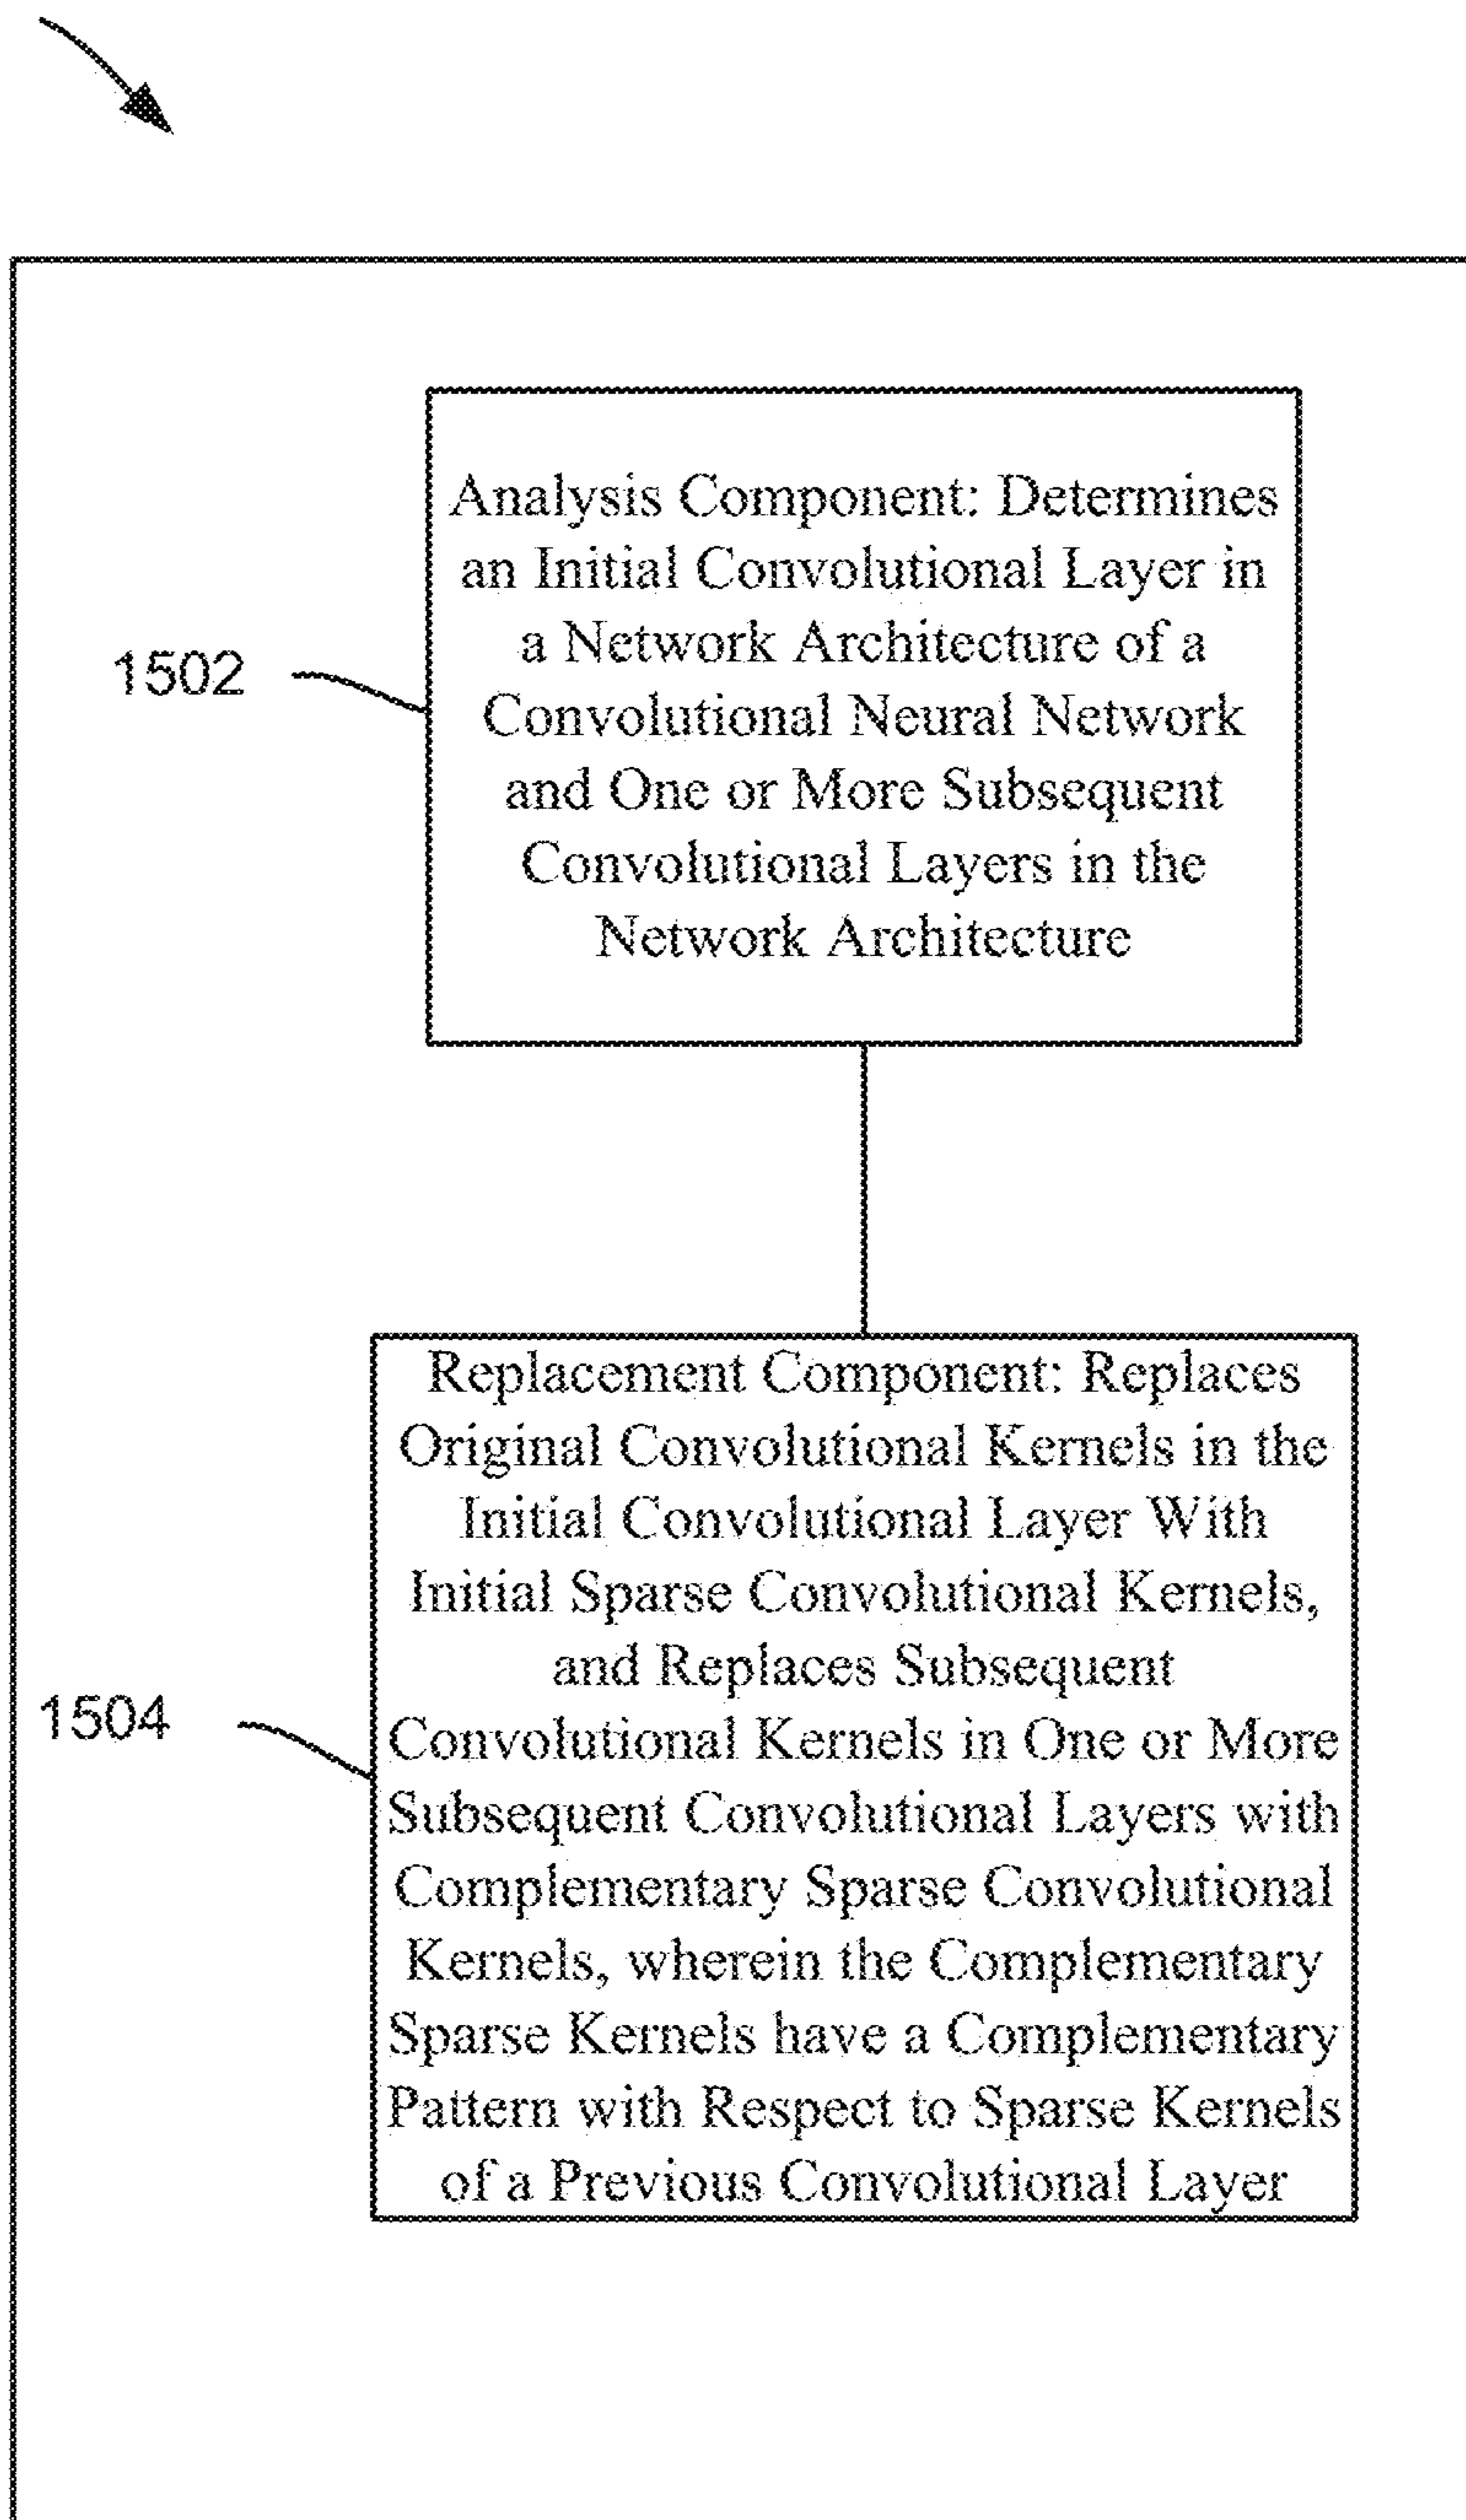 Analysis Component: Determines
an Initial Convolutional Layer in
a Network Architecture of a
1502
Convolutional Neural Network
and One or More Subsequent
Convolutional Layers in the
Network Architecture
Replacement Component: Replaces
Original Convolutional Kernels in the
Initial Convolutional Layer With
Initial Sparse Convolutional Kernels,
and Replaces Subsequent
1504
Convolutional Kernels in One or More
Subsequent Convolutional Layers with
Complementary Sparse Convolutional
Kernels, wherein the Complementary
Sparse Kernels have a Complementary
Pattern with Respect to Sparse Kernels
of a Previous Convolutional Layer